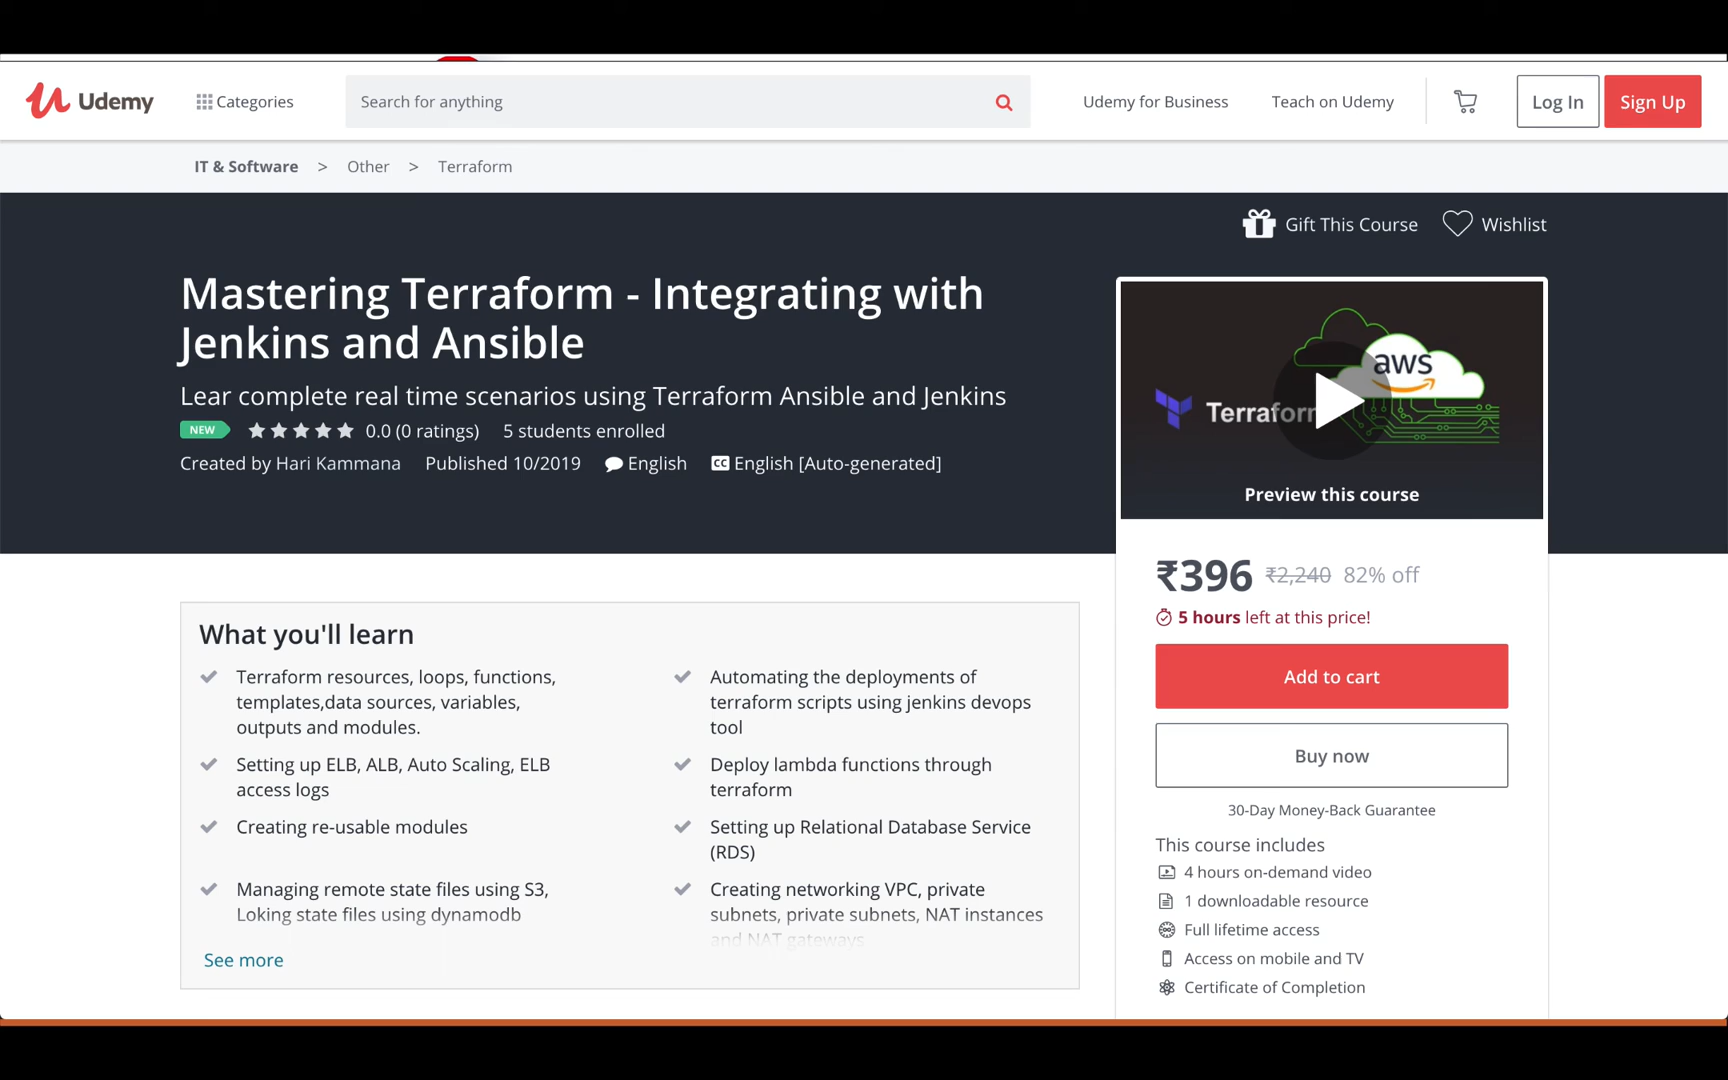 Udemy
Categories
Search for anything
Udemy for Business
Teach on Udemy
Log In
Sign Up
IT & Software > Other > Terraform
Gift This Course
Wishlist
Mastering Terraform - Integrating with
Jenkins and Ansible
Lear complete real time scenarios using Terraform Ansible and Jenkins
NEW 0.0 (0 ratings) 5 students enrolled
Created by Hari Kammana Published 10/2019 English CC English [Auto-generated]
aws
Terraform
Preview this course
₹396 ₹2,240 82% off
5 hours left at this price!
Add to cart
Buy now
30-Day Money-Back Guarantee
This course includes
4 hours on-demand video
1 downloadable resource
Full lifetime access
Access on mobile and TV
Certificate of Completion
What you'll learn
Terraform resources, loops, functions,
templates,data sources, variables,
outputs and modules.
Setting up ELB, ALB, Auto Scaling, ELB
access logs
Creating re-usable modules
Managing remote state files using S3,
Loking state files using dynamodb
Automating the deployments of
terraform scripts using jenkins devops
tool
Deploy lambda functions through
terraform
Setting up Relational Database Service
(RDS)
Creating networking VPC, private
subnets, private subnets, NAT instances
and NAT gateways
See more